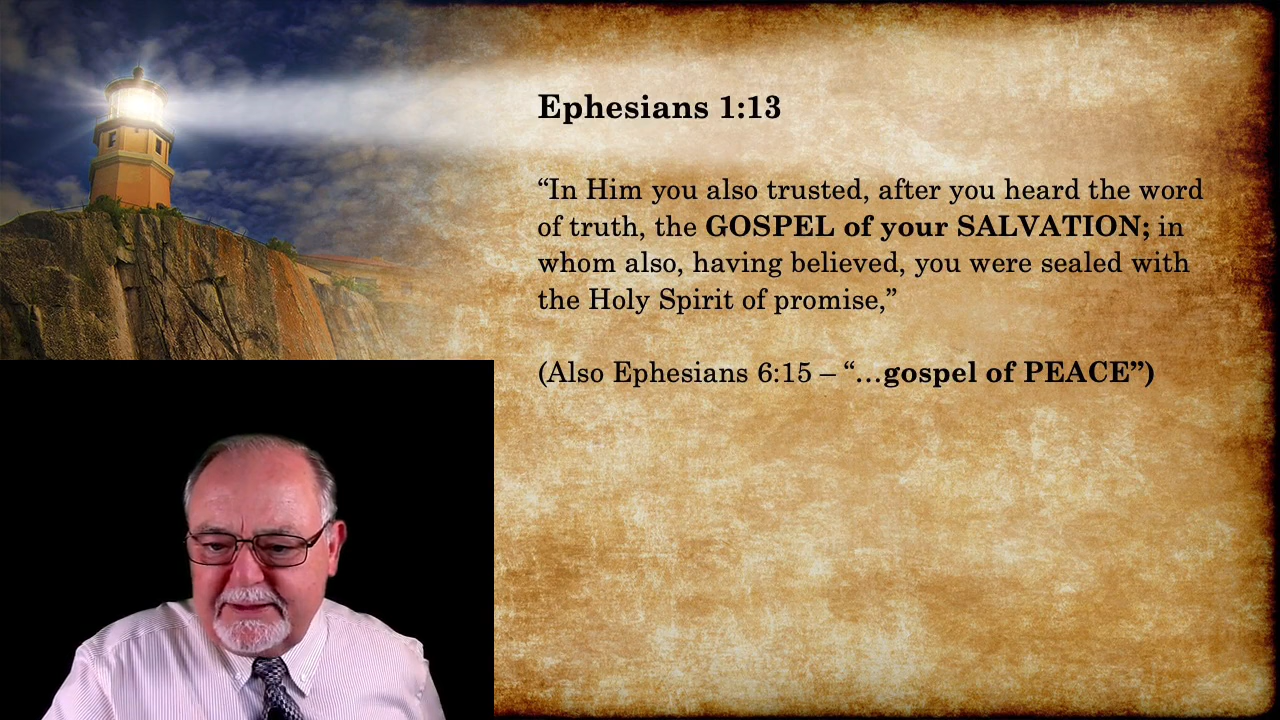 Ephesians 1:13
“In Him you also trusted, after you heard the word
of truth, the GOSPEL of your SALVATION; in
whom also, having believed, you were sealed with
the Holy Spirit of promise,”
(Also Ephesians 6:15 – “…gospel of PEACE”)